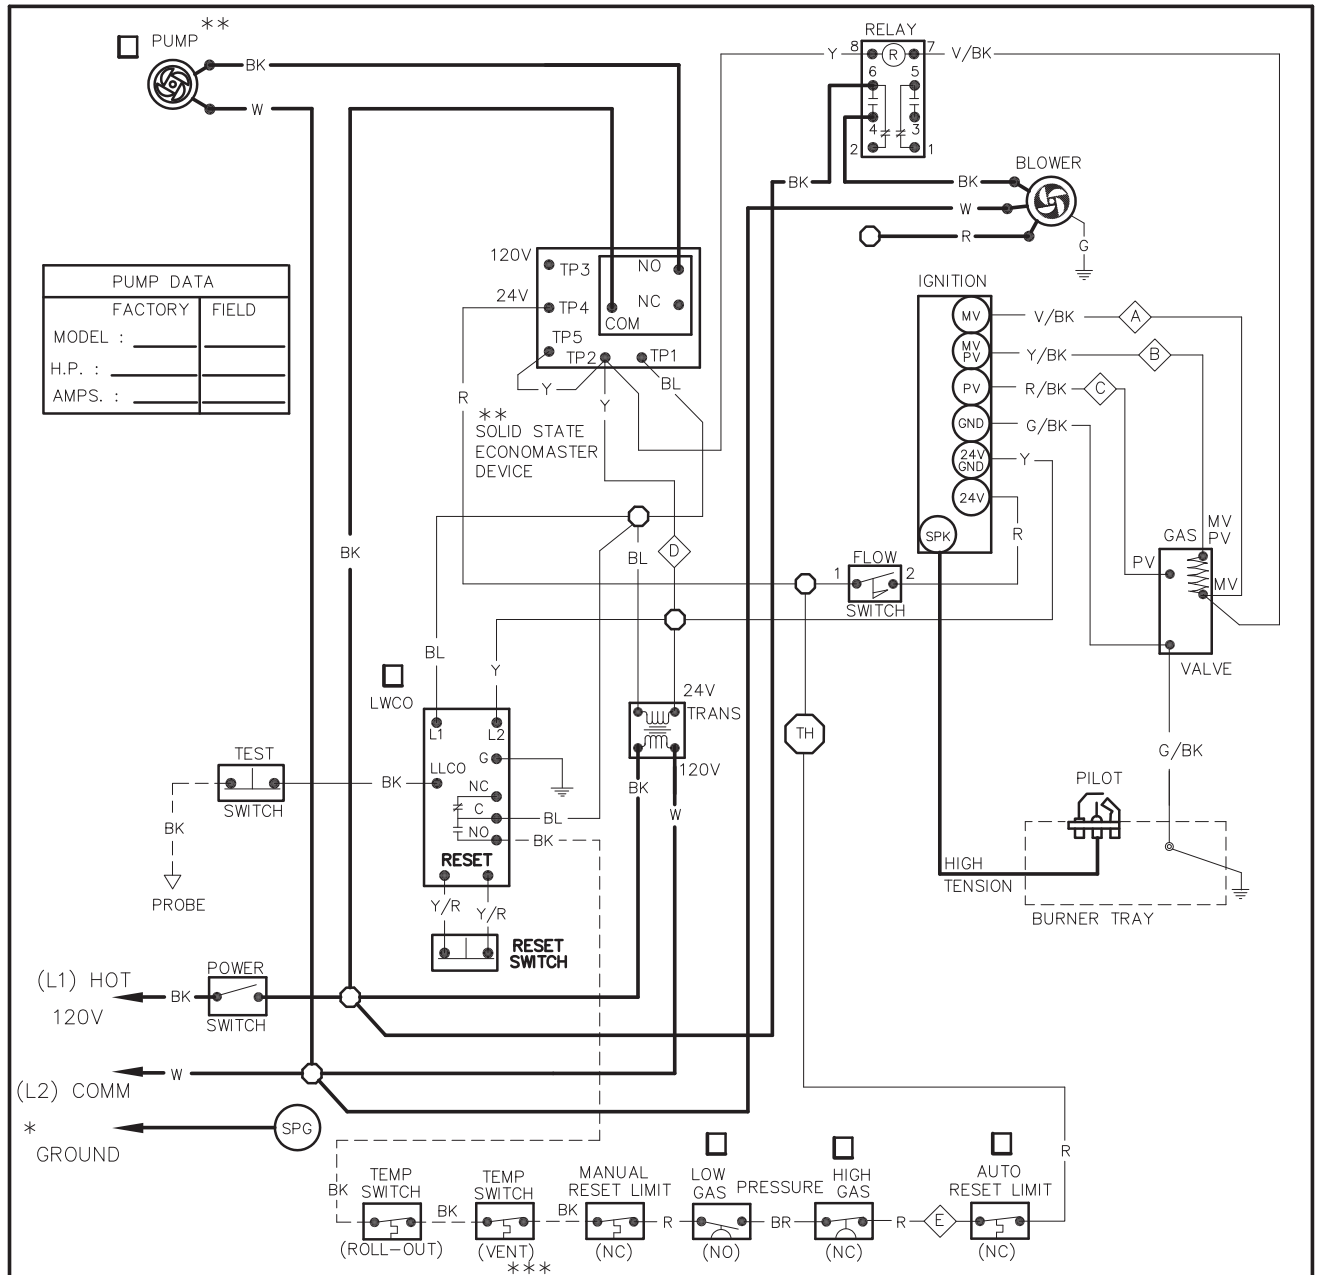 **
PUMP
BK
W
RELAY
Y
8
R
7
V/BK
6
5
4
3
2
1
BK
BLOWER
BK
W
R
G
120V
TP3
NO
24V
TP4
NC
COM
TP5
TP2
TP1
Y
Y
BL
R
**
SOLID STATE
ECONOMASTER
DEVICE
PUMP DATA
FACTORY
FIELD
MODEL :
H.P. :
AMPS. :
IGNITION
MV
V/BK
A
MV
PV
Y/BK
B
PV
R/BK
C
GND
G/BK
24V
GND
Y
24V
R
SPK
BK
BL
D
FLOW
1
2
SWITCH
GAS
MV
PV
PV
MV
VALVE
BL
Y
LWCO
24V
TRANS
120V
BK
W
TH
L1
L2
G
LLCO
BK
NC
C
NO
BL
BK
RESET
Y/R
Y/R
RESET
SWITCH
TEST
SWITCH
BK
PROBE
G/BK
PILOT
HIGH
TENSION
BURNER TRAY
(L1) HOT
120V
BK
POWER
SWITCH
(L2) COMM
W
*
GROUND
SPG
R
BK
TEMP
SWITCH
(ROLL-OUT)
BK
TEMP
SWITCH
(VENT)
***
BK
MANUAL
RESET LIMIT
(NC)
R
LOW
GAS
(NO)
PRESSURE
BR
HIGH
GAS
(NC)
R
E
AUTO
RESET LIMIT
(NC)